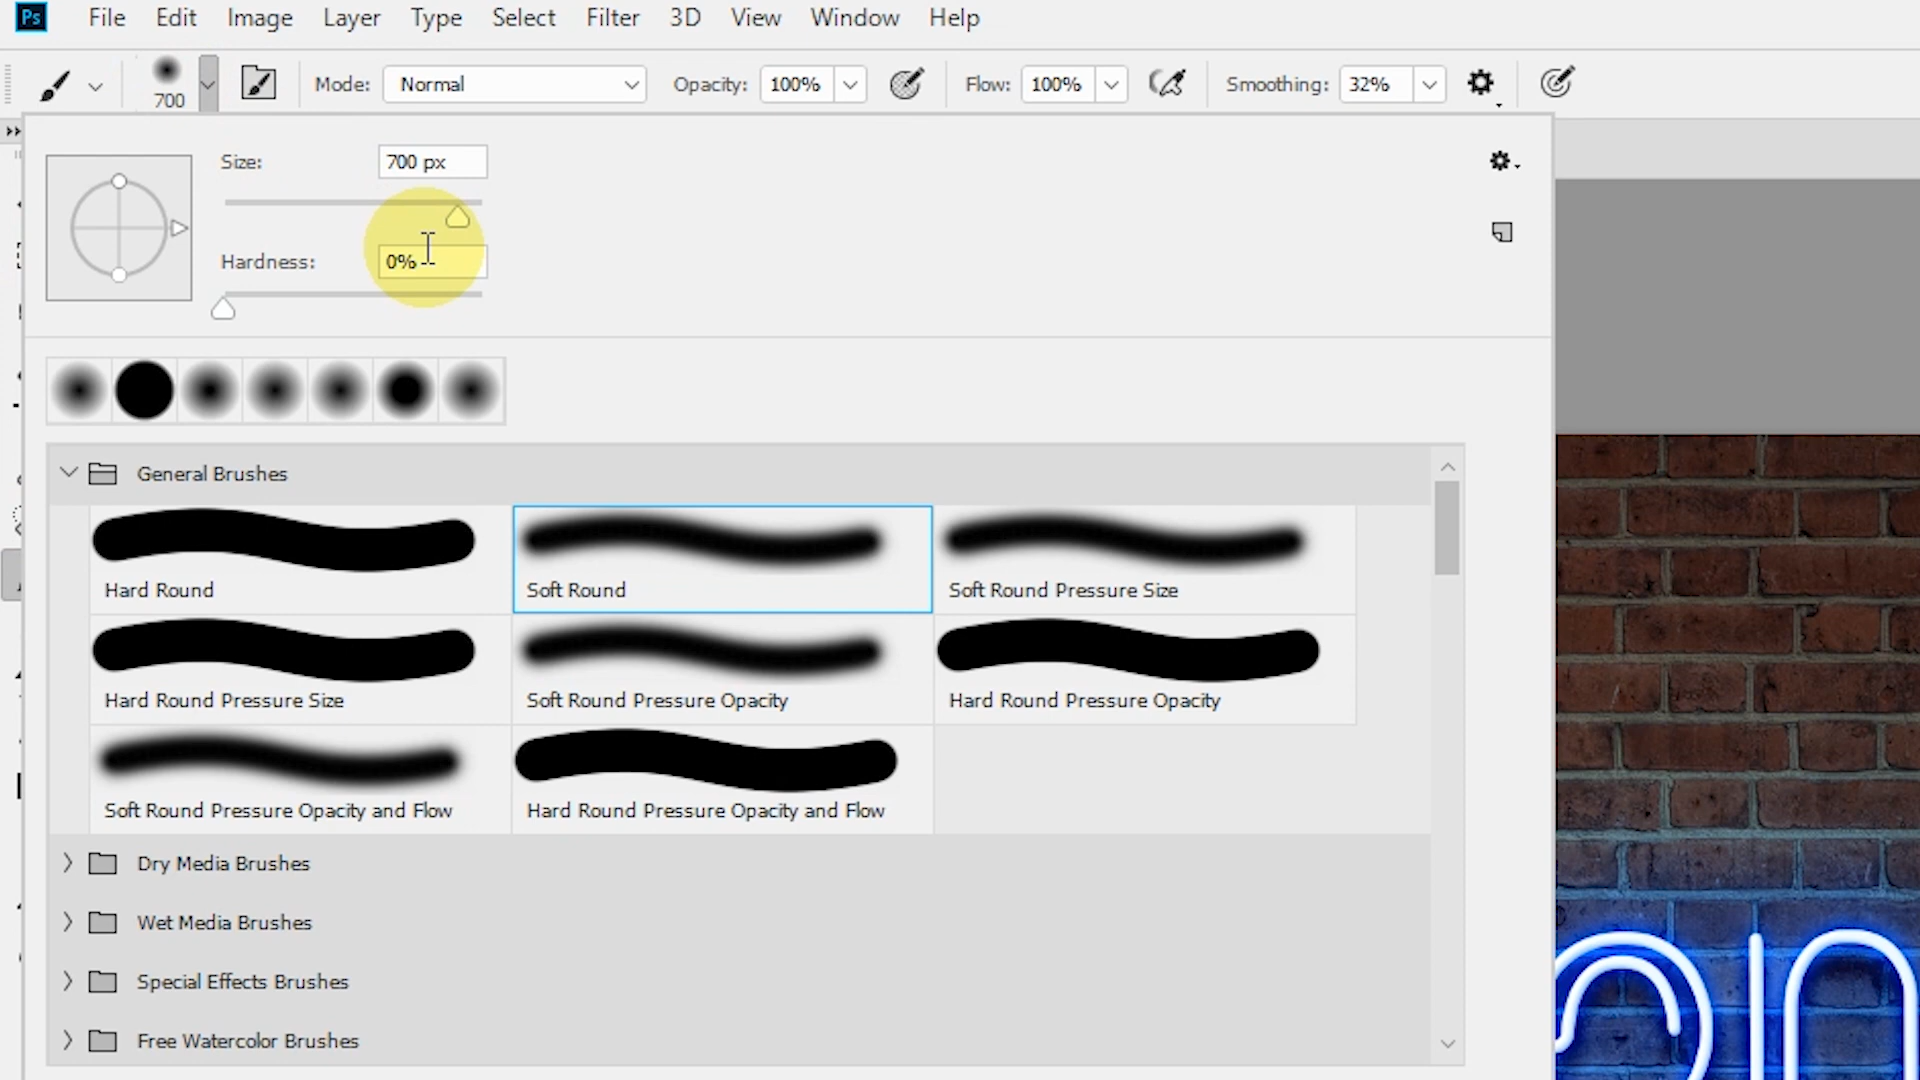 Ps File Edit Image Layer Type Select Filter 3D View Window Help
700 Mode: Normal Opacity: 100% Flow: 100% Smoothing: 32%
Size: 700 px
Hardness: 0%
General Brushes
Hard Round Soft Round Soft Round Pressure Size
Hard Round Pressure Size Soft Round Pressure Opacity Hard Round Pressure Opacity
Soft Round Pressure Opacity and Flow Hard Round Pressure Opacity and Flow
Dry Media Brushes
Wet Media Brushes
Special Effects Brushes
Free Watercolor Brushes